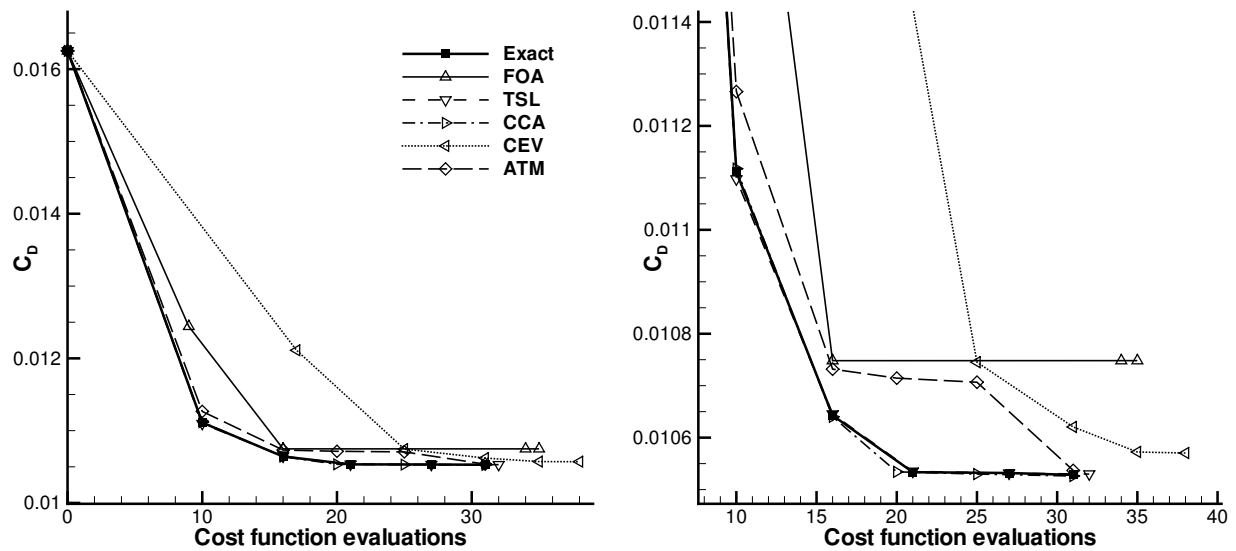 0.016
0.014
0.012
0.01
C_D
0 10 20 30
Cost function evaluations
Exact
FOA
TSL
CCA
CEV
ATM
0.0114
0.0112
0.011
0.0108
0.0106
C_D
10 15 20 25 30 35 40
Cost function evaluations